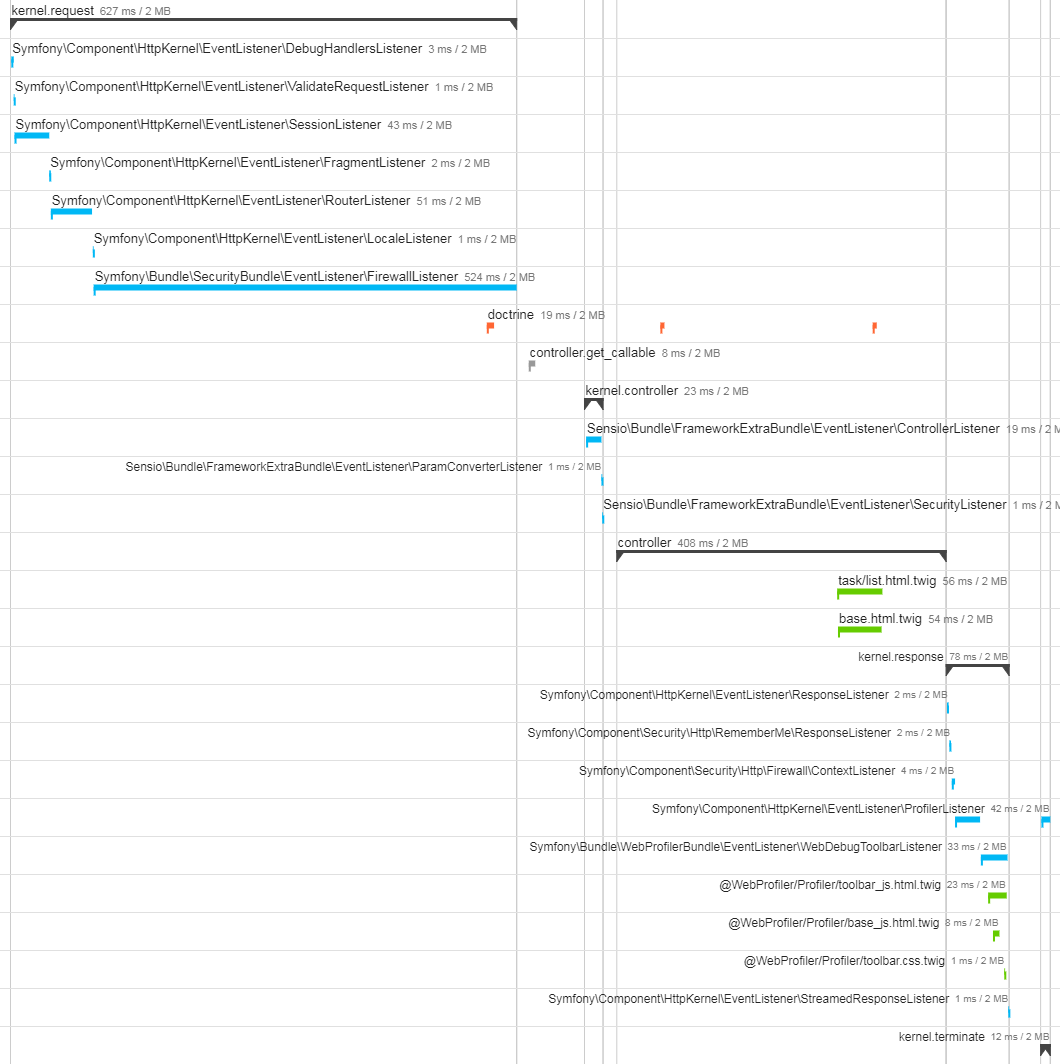 kernel.request 627 ms / 2 MB
Symfony\Component\HttpKernel\EventListener\DebugHandlersListener 3 ms / 2 MB
Symfony\Component\HttpKernel\EventListener\ValidateRequestListener 1 ms / 2 MB
Symfony\Component\HttpKernel\EventListener\SessionListener 43 ms / 2 MB
Symfony\Component\HttpKernel\EventListener\FragmentListener 2 ms / 2 MB
Symfony\Component\HttpKernel\EventListener\RouterListener 51 ms / 2 MB
Symfony\Component\HttpKernel\EventListener\LocaleListener 1 ms / 2 MB
Symfony\Bundle\SecurityBundle\EventListener\FirewallListener 524 ms / 2 MB
doctrine 19 ms / 2 MB
controller.get_callable 8 ms / 2 MB
kernel.controller 23 ms / 2 MB
Sensio\Bundle\FrameworkExtraBundle\EventListener\ControllerListener 19 ms / 2 M
Sensio\Bundle\FrameworkExtraBundle\EventListener\ParamConverterListener 1 ms / 2 MB
Sensio\Bundle\FrameworkExtraBundle\EventListener\SecurityListener 1 ms / 2 M
controller 408 ms / 2 MB
task/list.html.twig 56 ms / 2 MB
base.html.twig 54 ms / 2 MB
kernel.response 78 ms / 2 MB
Symfony\Component\HttpKernel\EventListener\ResponseListener 2 ms / 2 MB
Symfony\Component\Security\Http\RememberMe\ResponseListener 2 ms / 2 MB
Symfony\Component\Security\Http\Firewall\ContextListener 4 ms / 2 MB
Symfony\Component\HttpKernel\EventListener\ProfilerListener 42 ms / 2 MB
Symfony\Bundle\WebProfilerBundle\EventListener\WebDebugToolbarListener 33 ms / 2 MB
@WebProfiler/Profiler/toolbar_js.html.twig 23 ms / 2 MB
@WebProfiler/Profiler/base_js.html.twig 8 ms / 2 MB
@WebProfiler/Profiler/toolbar.css.twig 1 ms / 2 MB
Symfony\Component\HttpKernel\EventListener\StreamedResponseListener 1 ms / 2 MB
kernel.terminate 12 ms / 2 MB